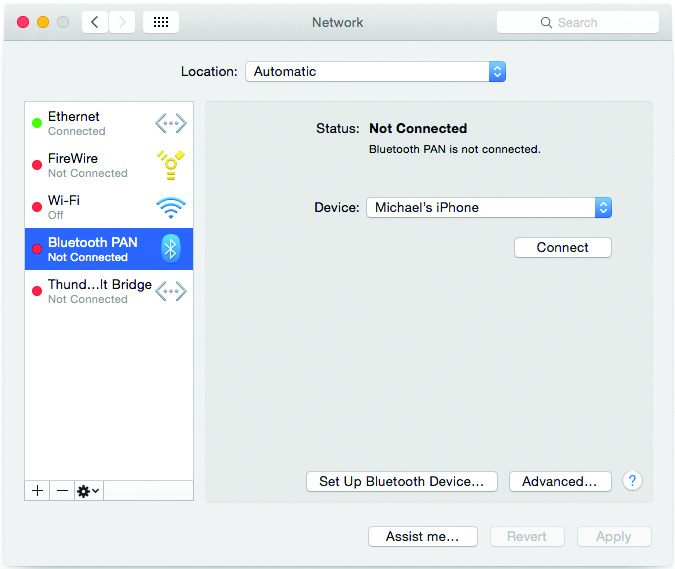 Network
Search
Location: Automatic
Ethernet
Connected
FireWire
Not Connected
Wi-Fi
Off
Bluetooth PAN
Not Connected
Thund...lt Bridge
Not Connected
Status: Not Connected
Bluetooth PAN is not connected.
Device: Michael's iPhone
Connect
Set Up Bluetooth Device...
Advanced...
?
Assist me...
Revert
Apply